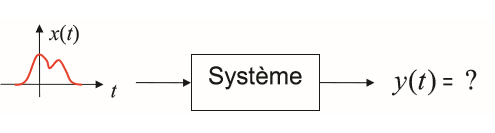 x(t)
t
Système
y(t) = ?